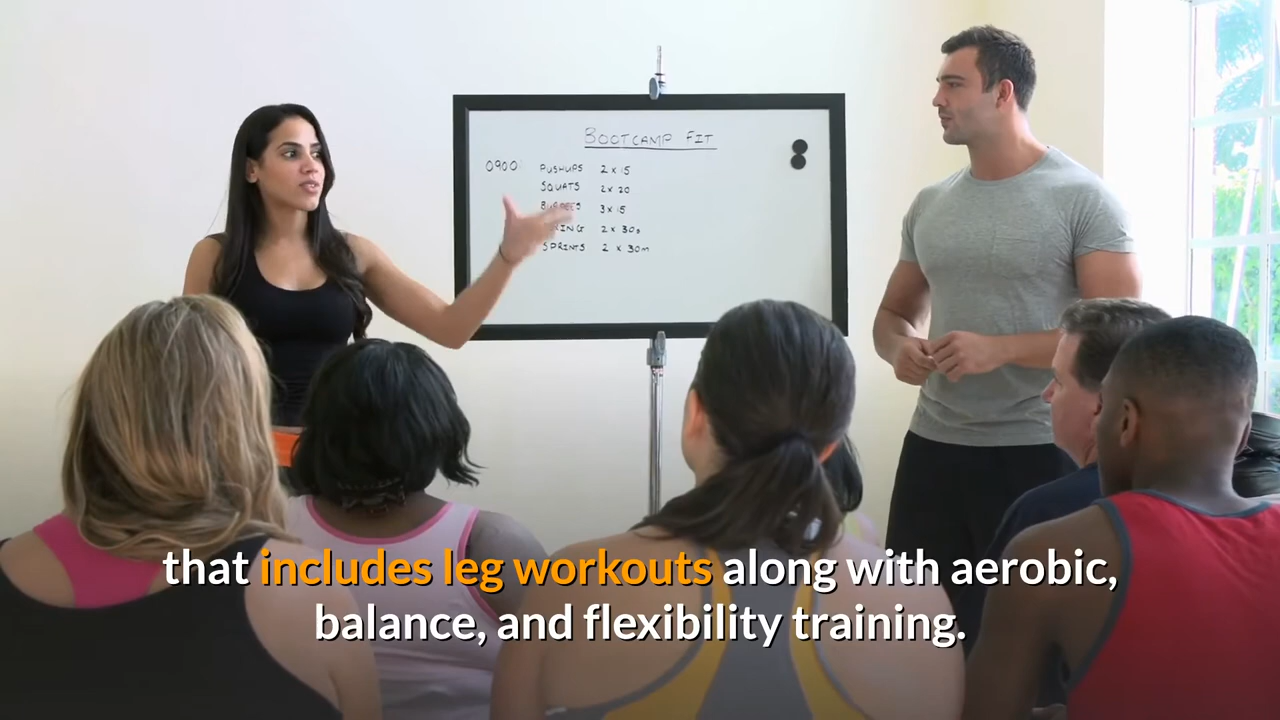 BOOTCAMP FIT
0900: PUSHUPS 2 x 15
SQUATS 2 x 20
3 x 15
2 x 30s
SPRINTS 2 x 30m
that includes leg workouts along with aerobic,
balance, and flexibility training.